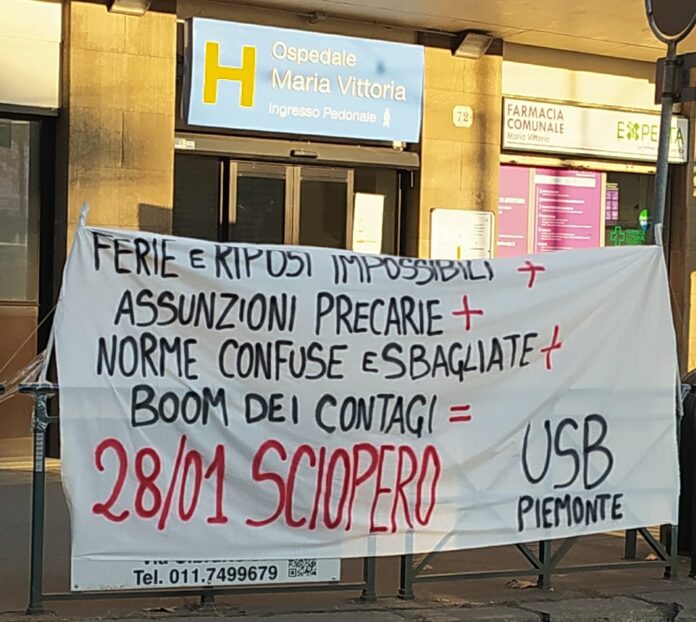 H
Ospedale
Maria Vittoria
Ingresso Pedonale
72
FARMACIA
COMUNALE
Maria Vittoria
FERIE E RIPOSI IMPOSSIBILI +
ASSUNZIONI PRECARIE +
NORME CONFUSE E SBAGLIATE +
BOOM DEI CONTAGI =
28/01 SCIOPERO
USB
PIEMONTE
Tel. 011.7499679